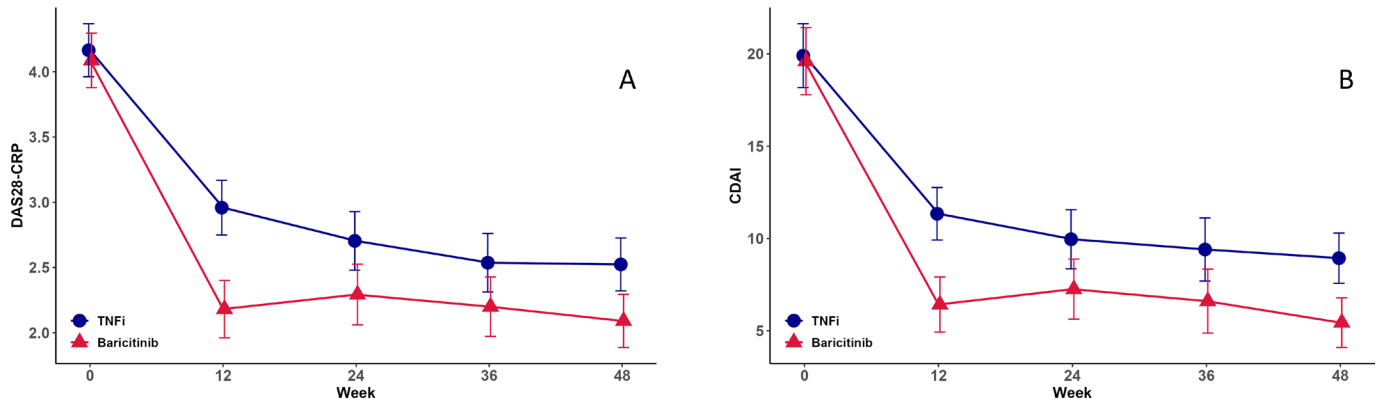 A
DAS28-CRP
4.0
3.5
3.0
2.5
2.0
TNFi
Baricitinib
0 12 24 36 48
Week
B
CDAI
20
15
10
5
TNFi
Baricitinib
0 12 24 36 48
Week